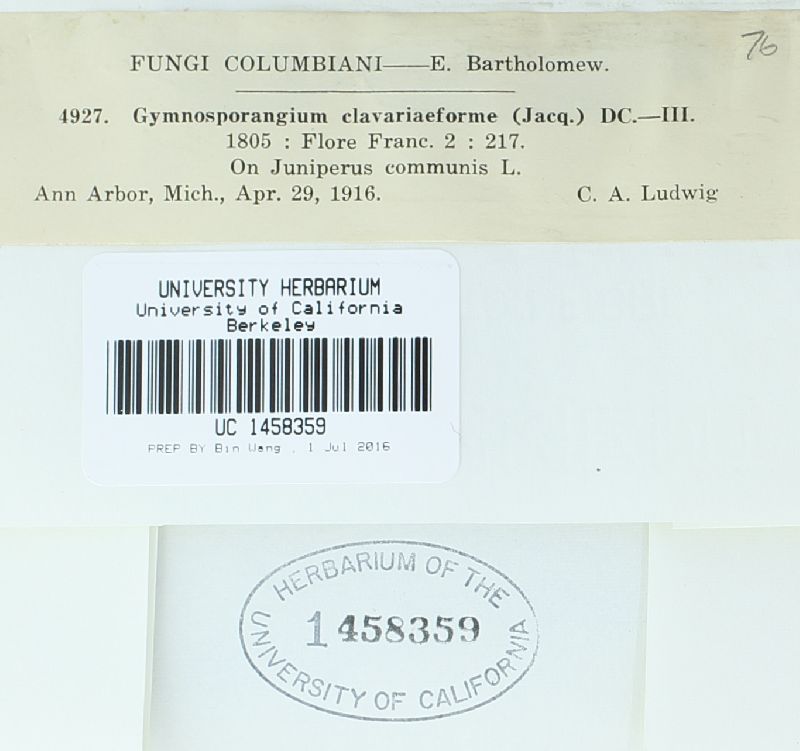 76
FUNGI COLUMBIANI——E. Bartholomew.
4927. Gymnosporangium clavariaeforme (Jacq.) DC.—III.
1805 : Flore Franc. 2 : 217.
On Juniperus communis L.
Ann Arbor, Mich., Apr. 29, 1916. C. A. Ludwig
UNIVERSITY HERBARIUM
University of California
Berkeley
UC 1458359
PREP BY Bin Wang , 1 Jul 2016
HERBARIUM OF THE
1458359
UNIVERSITY OF CALIFORNIA